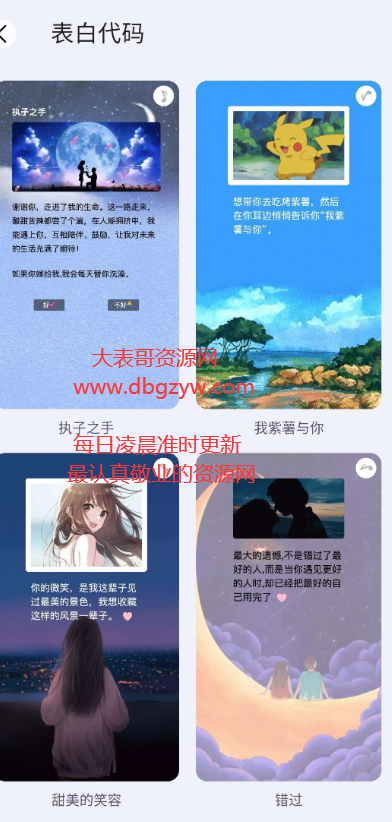 表白代码
执子之手
谢谢你，走进了我的生命。这一路走来，
酸甜苦辣都尝了个遍。在人潮拥挤中，我
能遇上你，互相陪伴、鼓励，让我对未来
的生活充满了期待！
如果你嫁给我,我会每天替你洗澡。
好💕
不好
想带你去吃烤紫薯，然后
在你耳边悄悄告诉你“我紫
薯与你”。
大表哥资源网
www.dbgzyw.com
执子之手
我紫薯与你
每日凌晨准时更新
最认真敬业的资源网
你的微笑，是我这辈子见
过最美的景色，我想收藏
这样的风景一辈子。
最大的遗憾,不是错过了最
好的人,而是当你遇见更好
的人时,却已经把最好的自
己用完了
甜美的笑容
错过